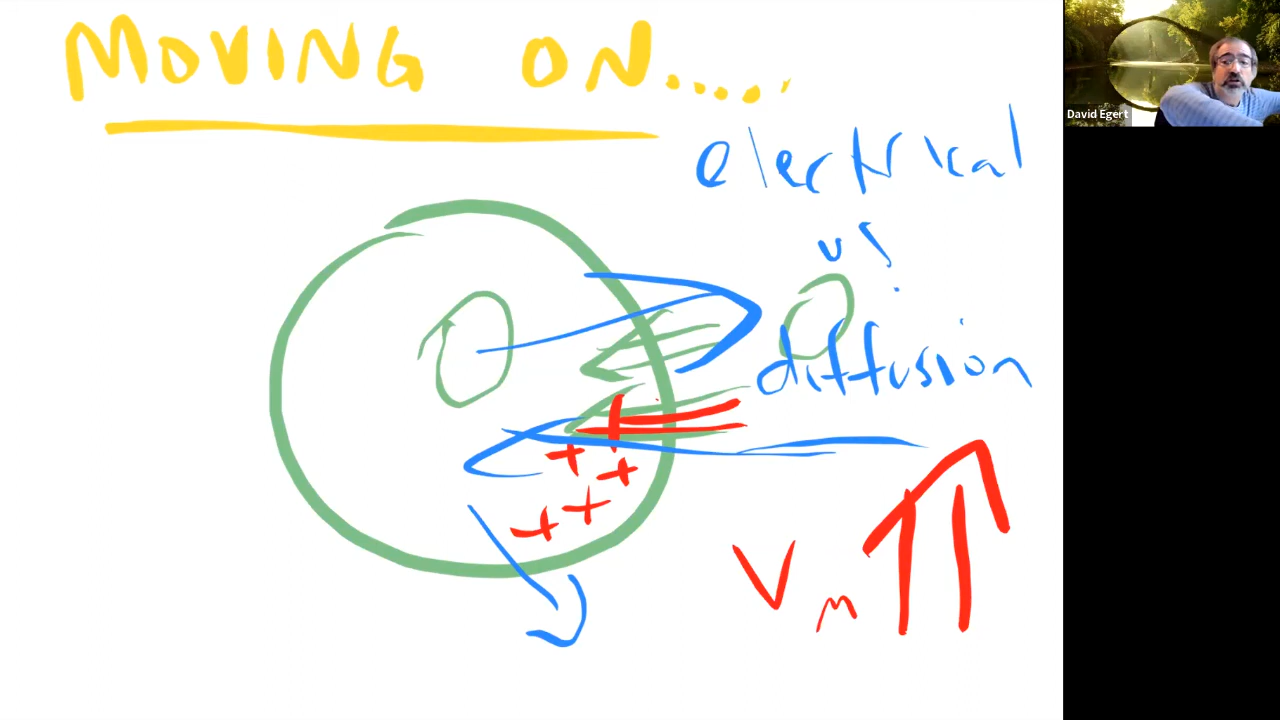 MOVING ON.....
David Egert
electrical
vs.
diffusion
+
+
+
+
+
Vm